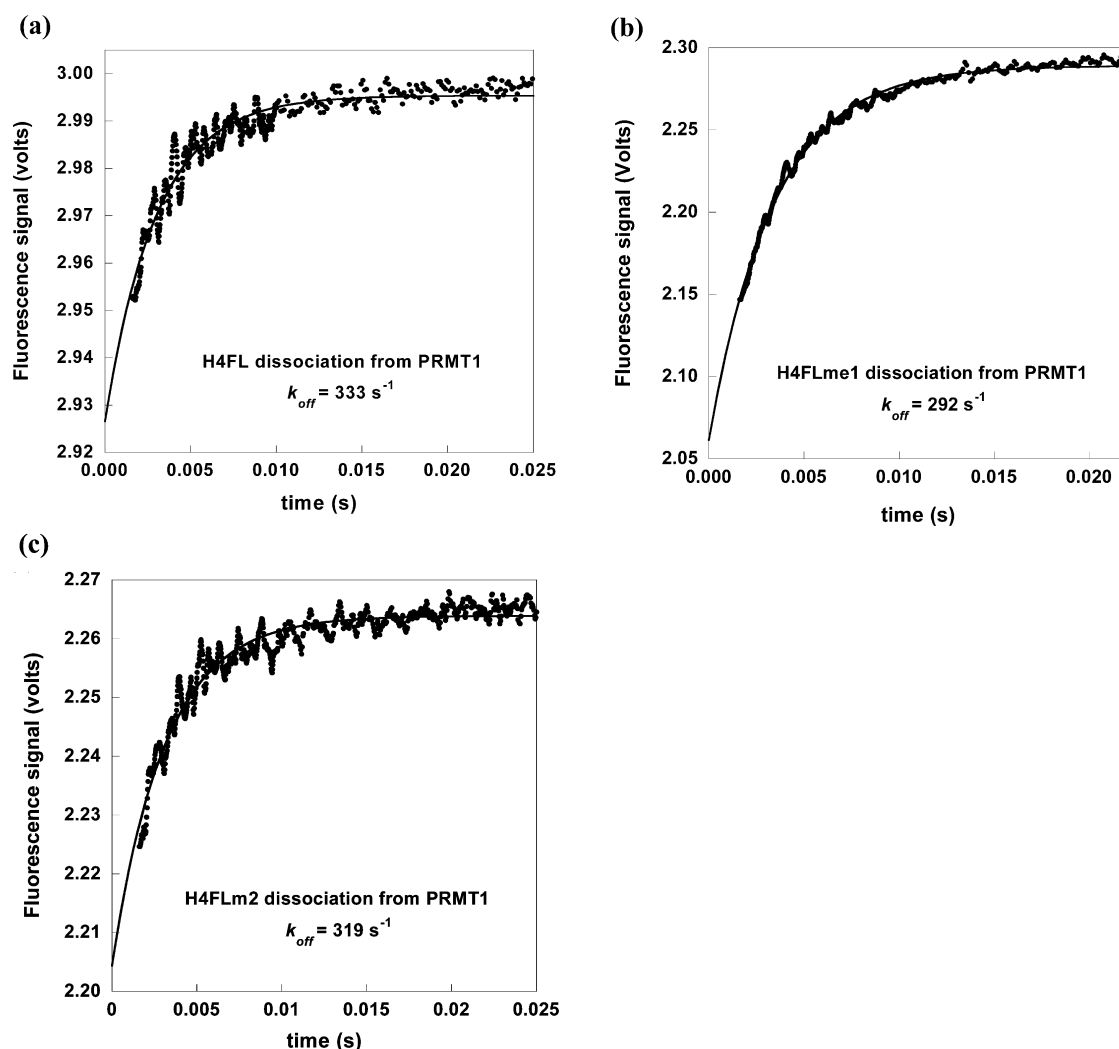 (a)
Fluorescence signal (volts)
3.00
2.99
2.98
2.97
2.96
2.95
2.94
2.93
2.92
H4FL dissociation from PRMT1
k_off = 333 s⁻¹
0.000 0.005 0.010 0.015 0.020 0.025
time (s)
(b)
Fluorescence signal (Volts)
2.30
2.25
2.20
2.15
2.10
2.05
H4FLme1 dissociation from PRMT1
k_off = 292 s⁻¹
0.000 0.005 0.010 0.015 0.020
time (s)
(c)
Fluorescence signal (volts)
2.27
2.26
2.25
2.24
2.23
2.22
2.21
2.20
H4FLm2 dissociation from PRMT1
k_off = 319 s⁻¹
0 0.005 0.01 0.015 0.02 0.025
time (s)